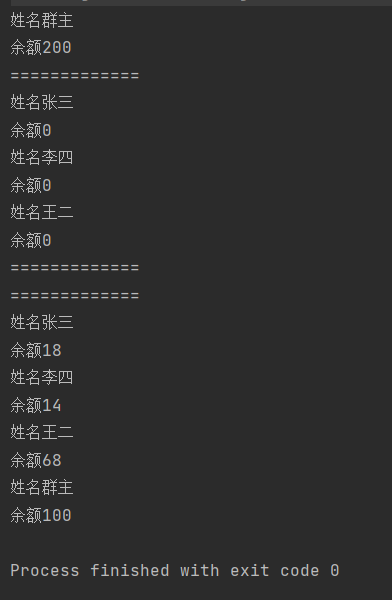 姓名群主
余额200
=============
姓名张三
余额0
姓名李四
余额0
姓名王二
余额0
=============
=============
姓名张三
余额18
姓名李四
余额14
姓名王二
余额68
姓名群主
余额100
Process finished with exit code 0